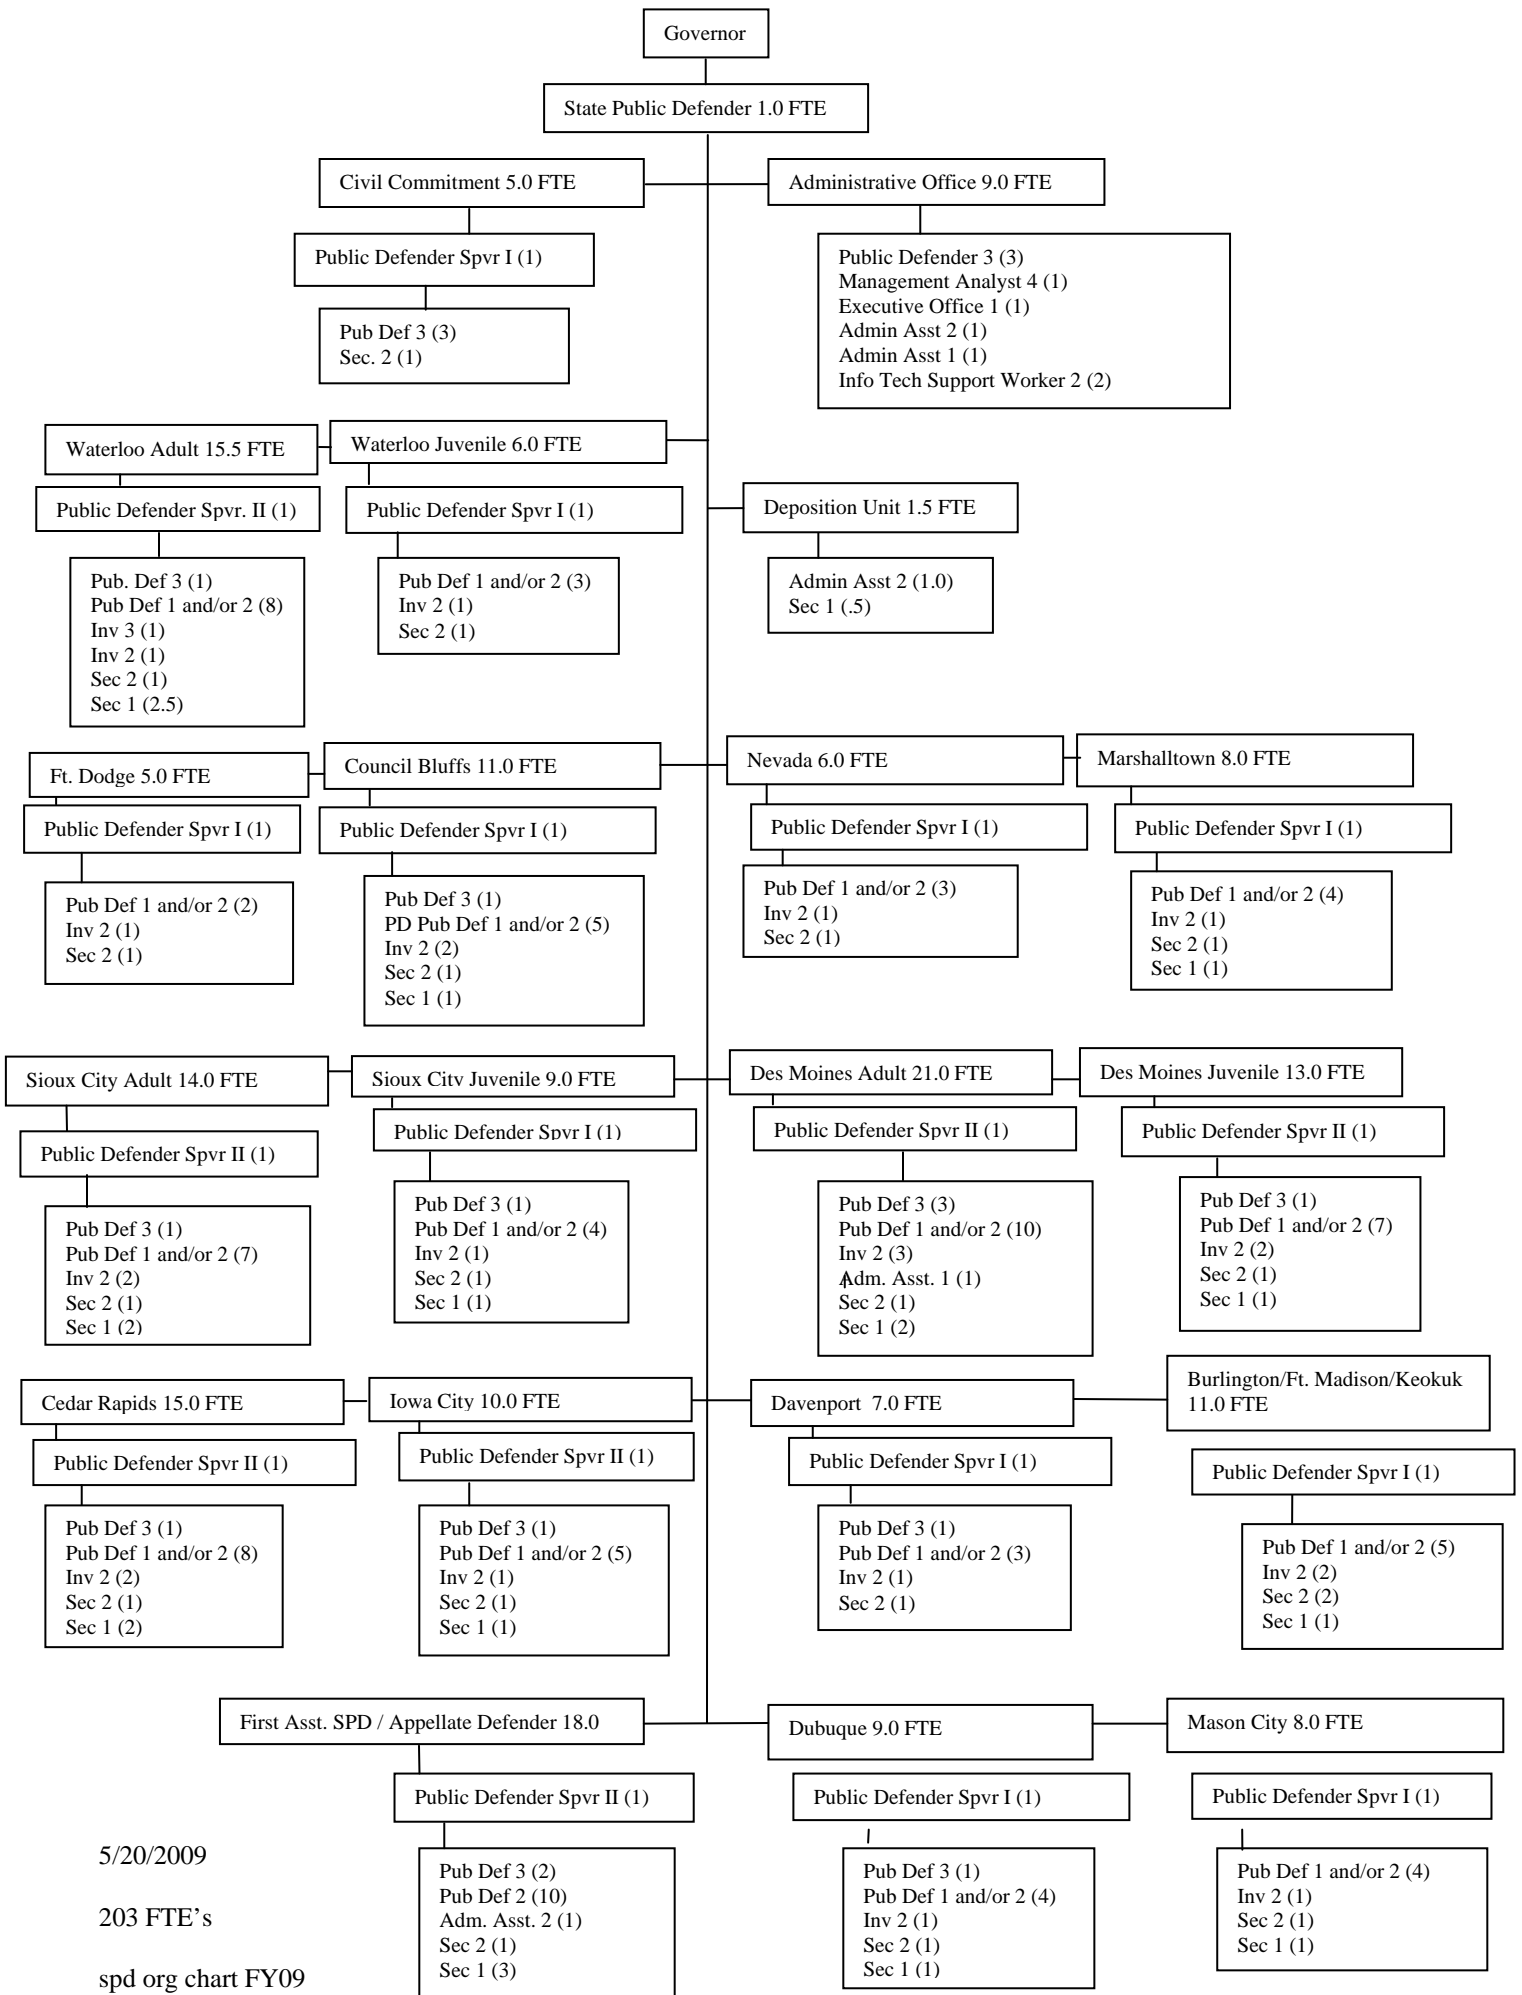 Governor
State Public Defender 1.0 FTE
Civil Commitment 5.0 FTE
Administrative Office 9.0 FTE
Public Defender Spvr I (1)
Pub Def 3 (3)
Sec. 2 (1)
Public Defender 3 (3)
Management Analyst 4 (1)
Executive Office 1 (1)
Admin Asst 2 (1)
Admin Asst 1 (1)
Info Tech Support Worker 2 (2)
Waterloo Adult 15.5 FTE
Waterloo Juvenile 6.0 FTE
Public Defender Spvr. II (1)
Public Defender Spvr I (1)
Deposition Unit 1.5 FTE
Pub. Def 3 (1)
Pub Def 1 and/or 2 (8)
Inv 3 (1)
Inv 2 (1)
Sec 2 (1)
Sec 1 (2.5)
Pub Def 1 and/or 2 (3)
Inv 2 (1)
Sec 2 (1)
Admin Asst 2 (1.0)
Sec 1 (.5)
Ft. Dodge 5.0 FTE
Council Bluffs 11.0 FTE
Nevada 6.0 FTE
Marshalltown 8.0 FTE
Public Defender Spvr I (1)
Public Defender Spvr I (1)
Public Defender Spvr I (1)
Public Defender Spvr I (1)
Pub Def 1 and/or 2 (2)
Inv 2 (1)
Sec 2 (1)
Pub Def 3 (1)
PD Pub Def 1 and/or 2 (5)
Inv 2 (2)
Sec 2 (1)
Sec 1 (1)
Pub Def 1 and/or 2 (3)
Inv 2 (1)
Sec 2 (1)
Pub Def 1 and/or 2 (4)
Inv 2 (1)
Sec 2 (1)
Sec 1 (1)
Sioux City Adult 14.0 FTE
Sioux City Juvenile 9.0 FTE
Des Moines Adult 21.0 FTE
Des Moines Juvenile 13.0 FTE
Public Defender Spvr II (1)
Public Defender Spvr I (1)
Public Defender Spvr II (1)
Public Defender Spvr II (1)
Pub Def 3 (1)
Pub Def 1 and/or 2 (7)
Inv 2 (2)
Sec 2 (1)
Sec 1 (2)
Pub Def 3 (1)
Pub Def 1 and/or 2 (4)
Inv 2 (1)
Sec 2 (1)
Sec 1 (1)
Pub Def 3 (3)
Pub Def 1 and/or 2 (10)
Inv 2 (3)
Adm. Asst. 1 (1)
Sec 2 (1)
Sec 1 (2)
Pub Def 3 (1)
Pub Def 1 and/or 2 (7)
Inv 2 (2)
Sec 2 (1)
Sec 1 (1)
Cedar Rapids 15.0 FTE
Iowa City 10.0 FTE
Davenport 7.0 FTE
Burlington/Ft. Madison/Keokuk
11.0 FTE
Public Defender Spvr II (1)
Public Defender Spvr II (1)
Public Defender Spvr I (1)
Public Defender Spvr I (1)
Pub Def 3 (1)
Pub Def 1 and/or 2 (8)
Inv 2 (2)
Sec 2 (1)
Sec 1 (2)
Pub Def 3 (1)
Pub Def 1 and/or 2 (5)
Inv 2 (1)
Sec 2 (1)
Sec 1 (1)
Pub Def 3 (1)
Pub Def 1 and/or 2 (3)
Inv 2 (1)
Sec 2 (1)
Pub Def 1 and/or 2 (5)
Inv 2 (2)
Sec 2 (2)
Sec 1 (1)
First Asst. SPD / Appellate Defender 18.0
Dubuque 9.0 FTE
Mason City 8.0 FTE
Public Defender Spvr II (1)
Public Defender Spvr I (1)
Public Defender Spvr I (1)
Pub Def 3 (2)
Pub Def 2 (10)
Adm. Asst. 2 (1)
Sec 2 (1)
Sec 1 (3)
Pub Def 3 (1)
Pub Def 1 and/or 2 (4)
Inv 2 (1)
Sec 2 (1)
Sec 1 (1)
Pub Def 1 and/or 2 (4)
Inv 2 (1)
Sec 2 (1)
Sec 1 (1)
5/20/2009
203 FTE’s
spd org chart FY09